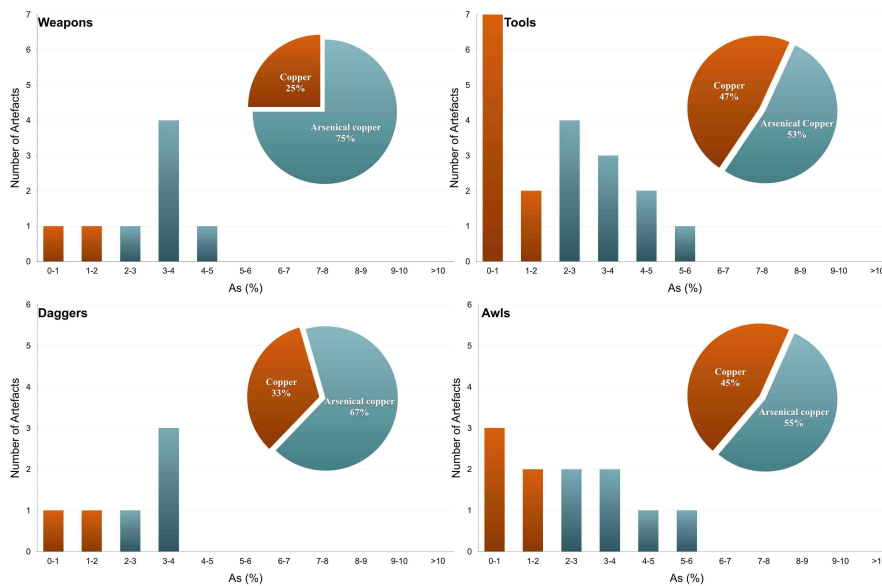 Weapons
7
6
5
4
3
2
1
0
Number of Artefacts
Copper
25%
Arsenical copper
75%
0-1 1-2 2-3 3-4 4-5 5-6 6-7 7-8 8-9 9-10 >10
As (%)
Tools
7
6
5
4
3
2
1
0
Number of Artefacts
Copper
47%
Arsenical Copper
53%
0-1 1-2 2-3 3-4 4-5 5-6 6-7 7-8 8-9 9-10 >10
As (%)
Daggers
6
5
4
3
2
1
0
Number of Artefacts
Copper
33%
Arsenical copper
67%
0-1 1-2 2-3 3-4 4-5 5-6 6-7 7-8 8-9 9-10 >10
As (%)
Awls
6
5
4
3
2
1
0
Number of Artefacts
Copper
45%
Arsenical copper
55%
0-1 1-2 2-3 3-4 4-5 5-6 6-7 7-8 8-9 9-10 >1
As (%)